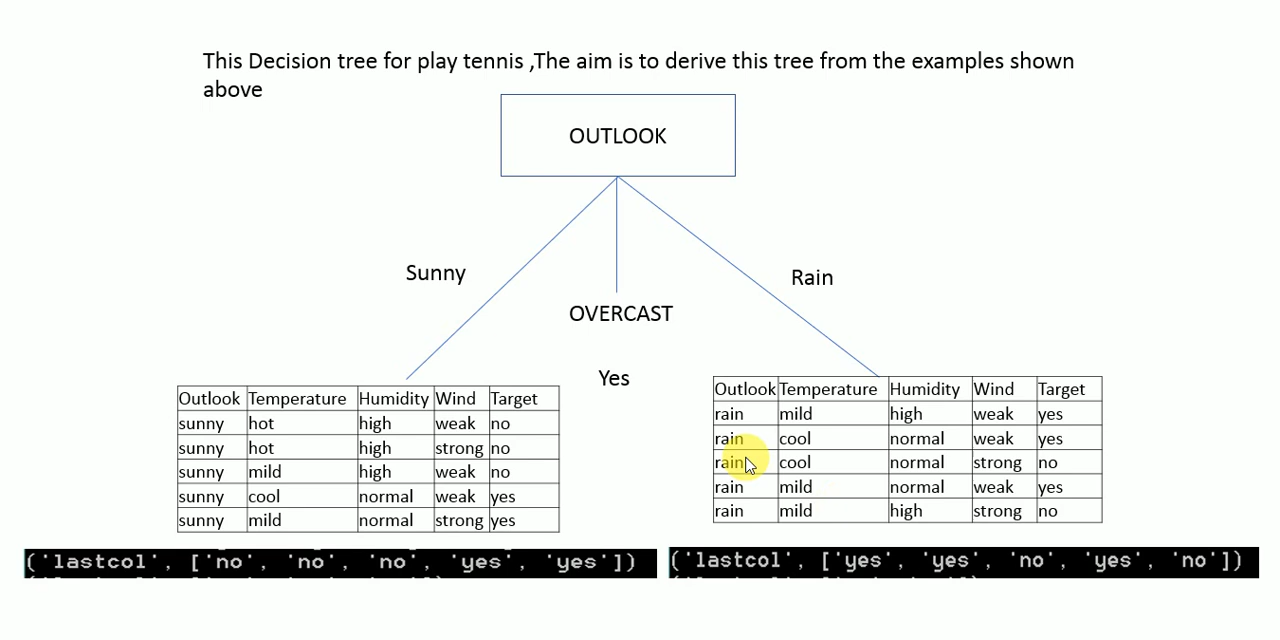 This Decision tree for play tennis ,The aim is to derive this tree from the examples shown
above
OUTLOOK
Sunny
Rain
OVERCAST
Yes
Outlook Temperature Humidity Wind Target
sunny hot high weak no
sunny hot high strong no
sunny mild high weak no
sunny cool normal weak yes
sunny mild normal strong yes
Outlook Temperature Humidity Wind Target
rain mild high weak yes
rain cool normal weak yes
rain cool normal strong no
rain mild normal weak yes
rain mild high strong no
('lastcol', ['no', 'no', 'no', 'yes', 'yes'])
('lastcol', ['yes', 'yes', 'no', 'yes', 'no'])